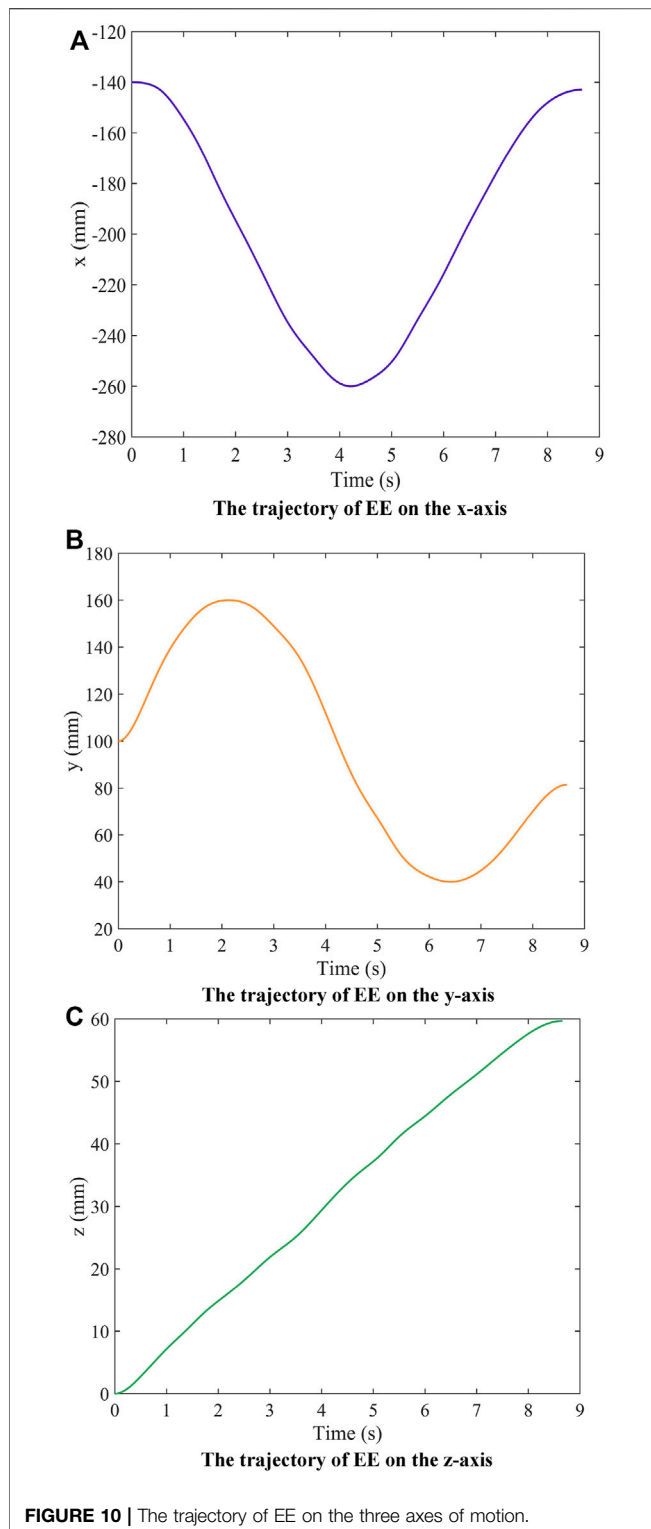 A
-120
-140
-160
-180
-200
-220
-240
-260
-280
x (mm)
0 1 2 3 4 5 6 7 8 9
Time (s)
The trajectory of EE on the x-axis
B
180
160
140
120
100
80
60
40
20
y (mm)
0 1 2 3 4 5 6 7 8 9
Time (s)
The trajectory of EE on the y-axis
C
60
50
40
30
20
10
0
z (mm)
0 1 2 3 4 5 6 7 8 9
Time (s)
The trajectory of EE on the z-axis
FIGURE 10 | The trajectory of EE on the three axes of motion.